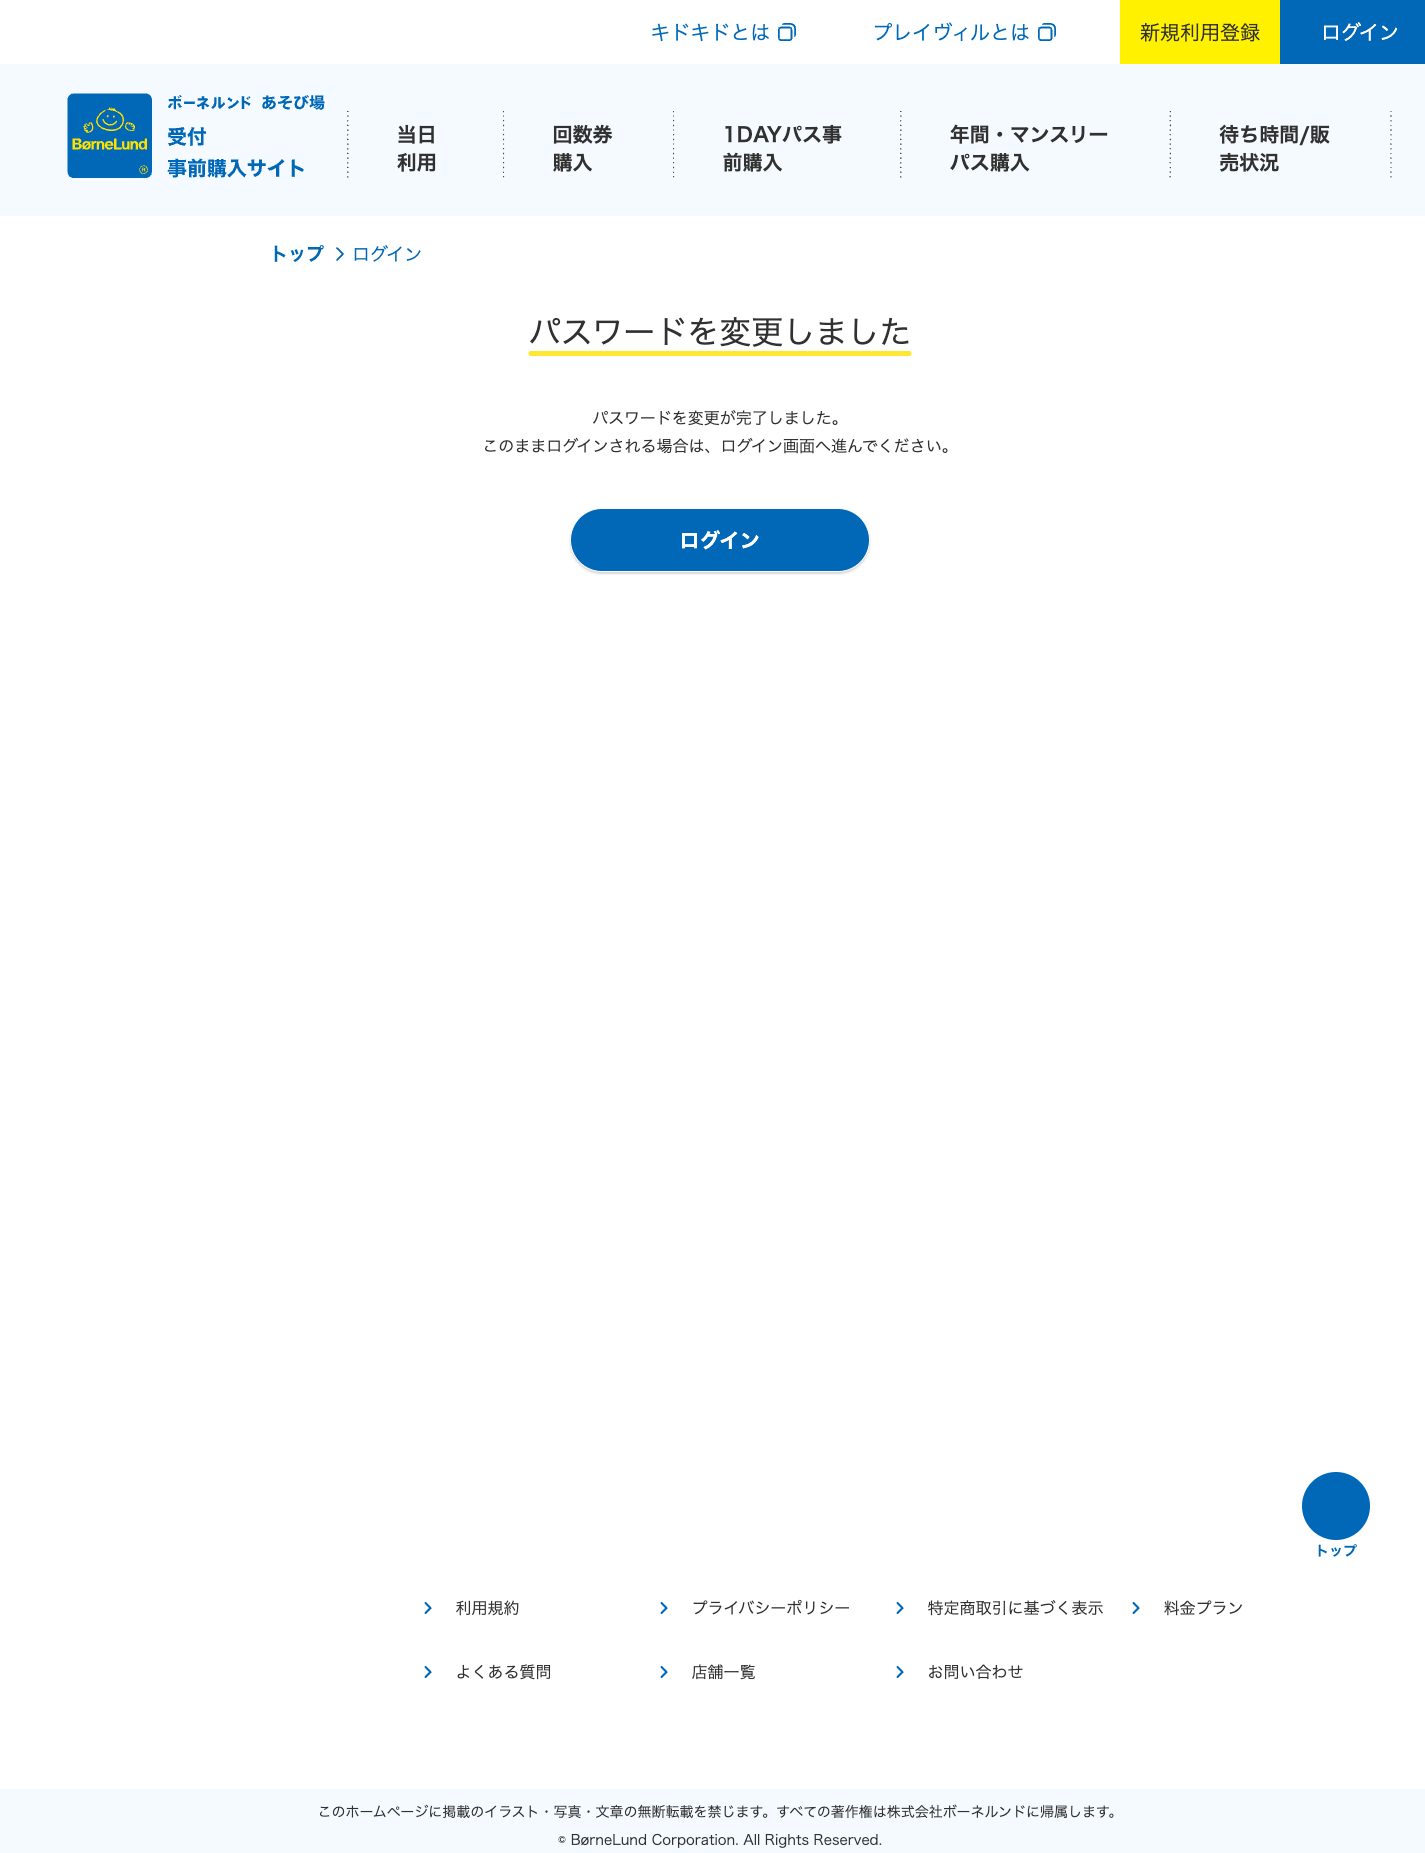 キドキドとは
プレイヴィルとは
新規利用登録
ログイン
BørneLund
®
ボーネルンド あそび場
受付
事前購入サイト
当日
利用
回数券
購入
1DAYパス事
前購入
年間・マンスリー
パス購入
待ち時間/販
売状況
トップ
ログイン
パスワードを変更しました
パスワードを変更が完了しました。
このままログインされる場合は、ログイン画面へ進んでください。
ログイン
トップ
利用規約
プライバシーポリシー
特定商取引に基づく表示
料金プラン
よくある質問
店舗一覧
お問い合わせ
このホームページに掲載のイラスト・写真・文章の無断転載を禁じます。すべての著作権は株式会社ボーネルンドに帰属します。
© BørneLund Corporation. All Rights Reserved.